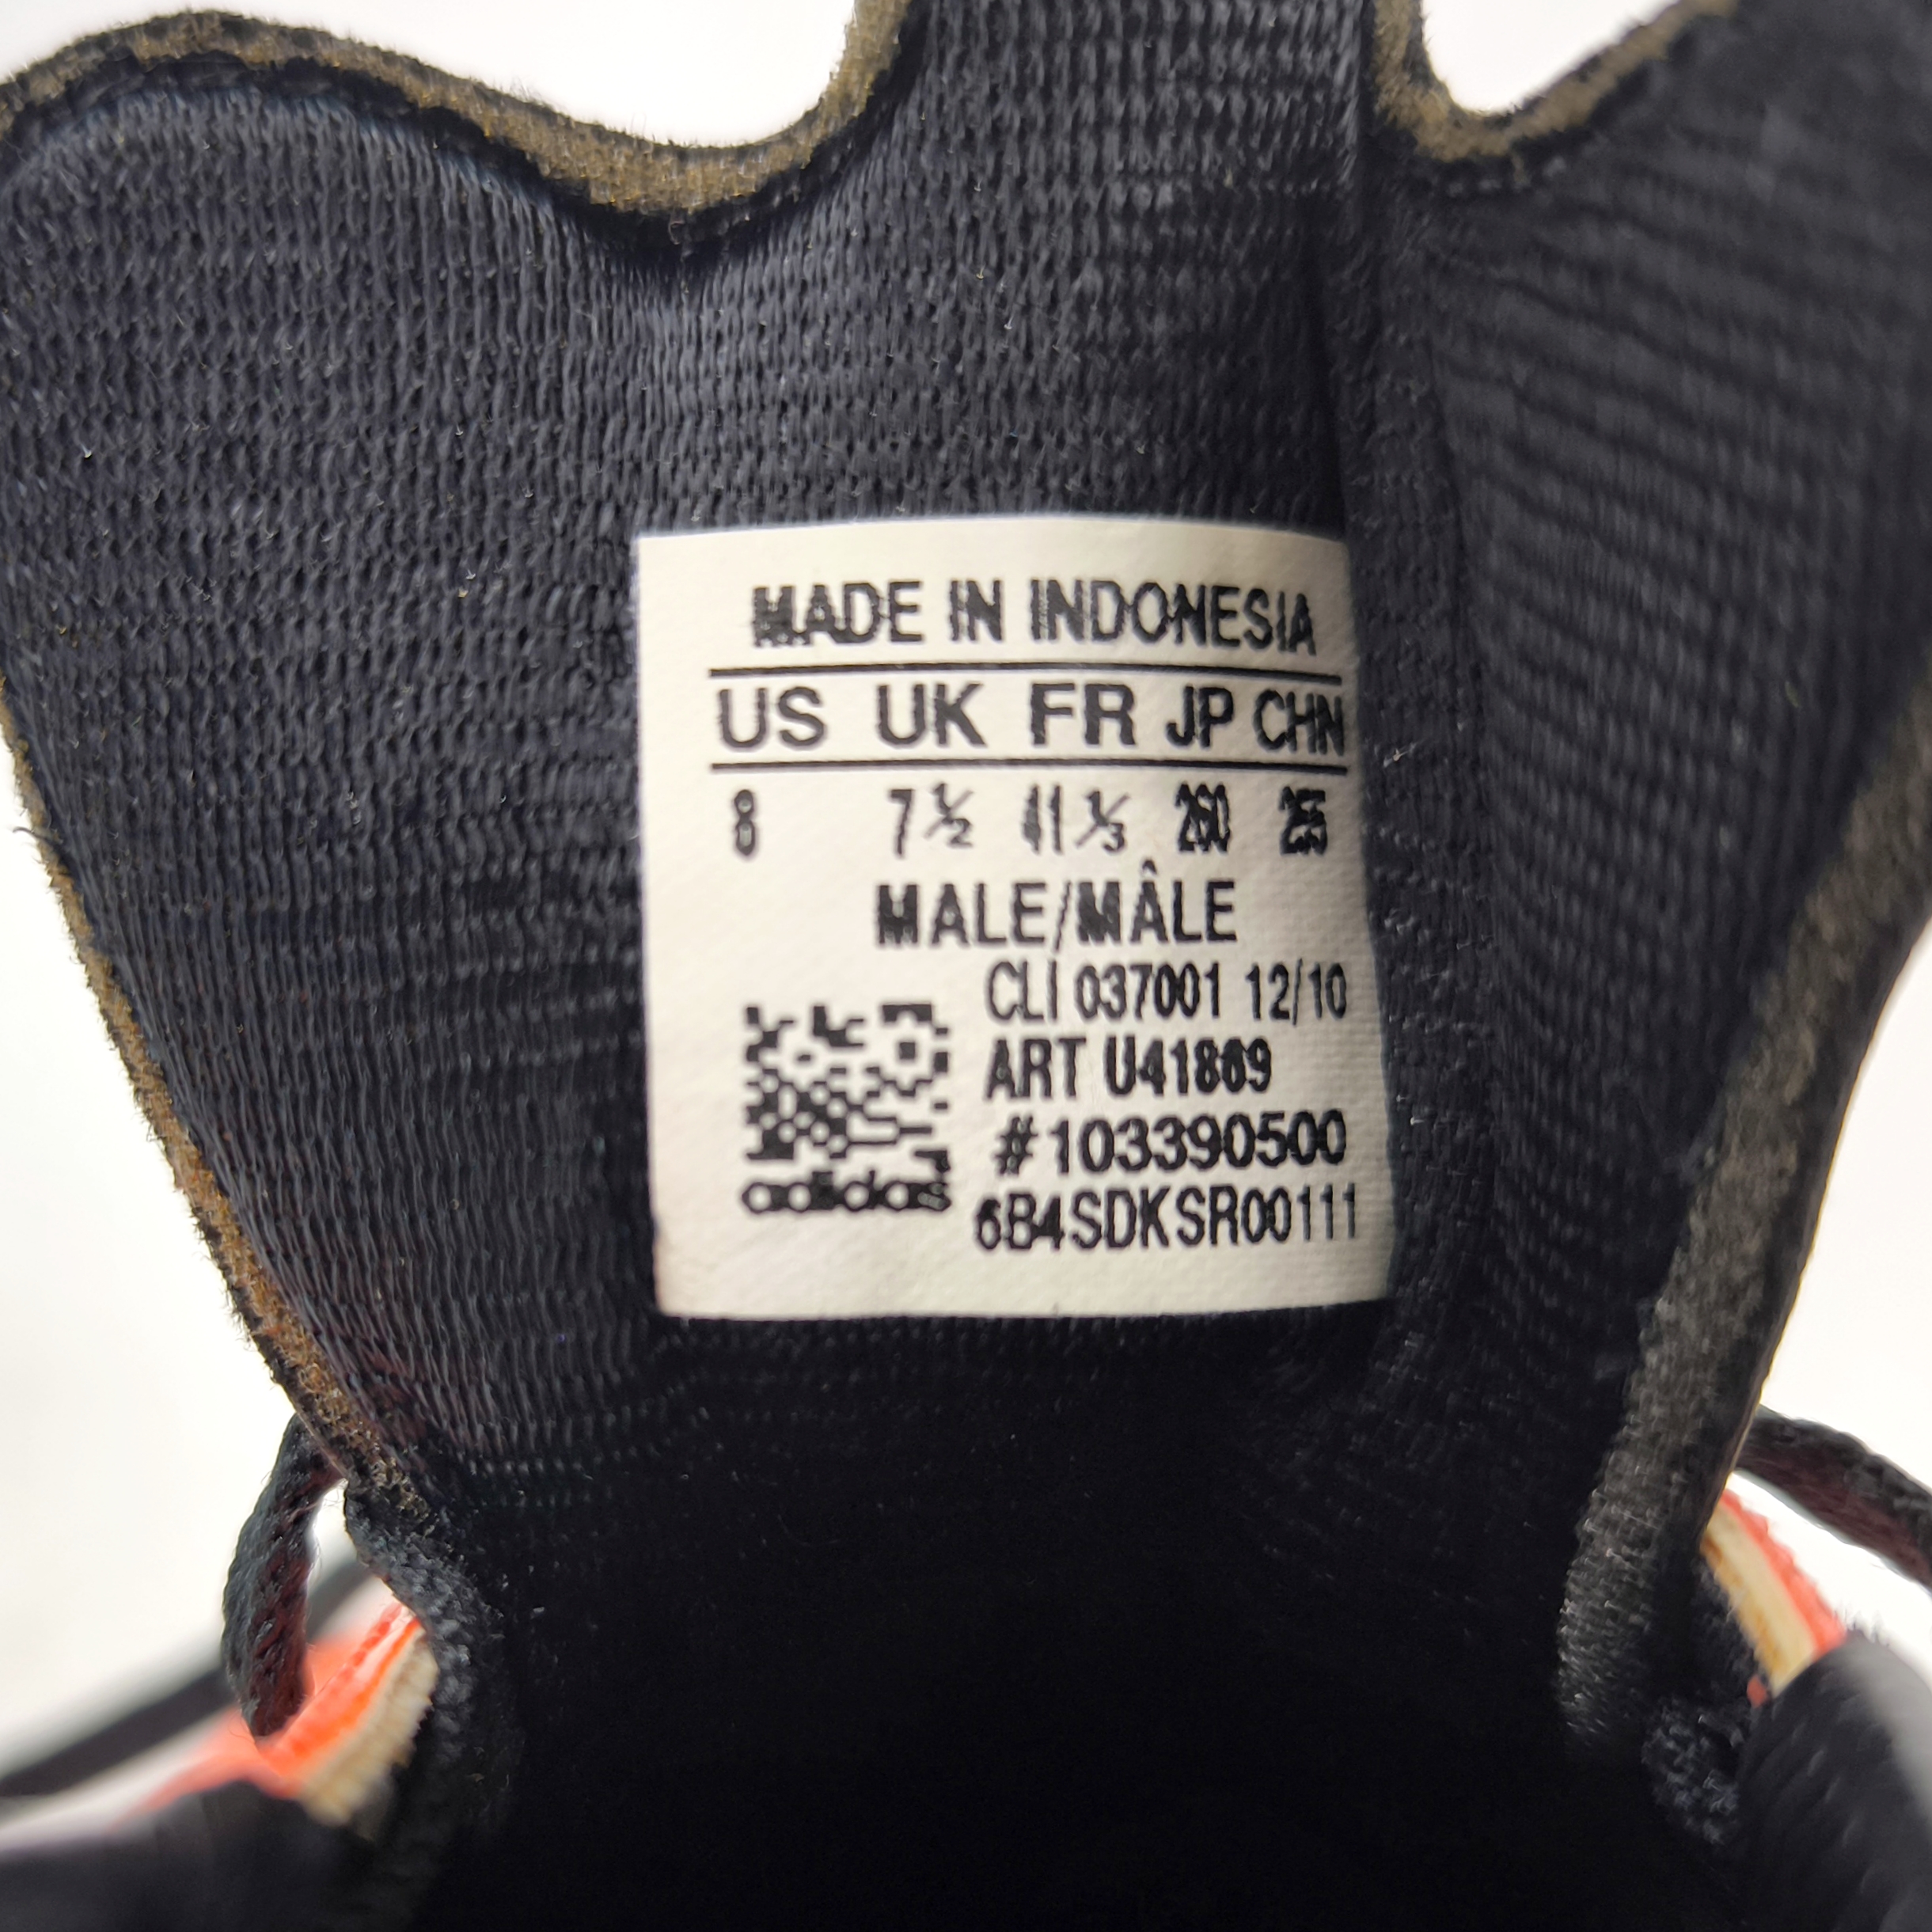 MADE IN INDONESIA
US UK FR JP CHN
8 7½ 41⅓ 260 255
MALE/MÂLE
CLI 037001 12/10
ART U41869
#103390500
adidas
6B4SDKSR00111